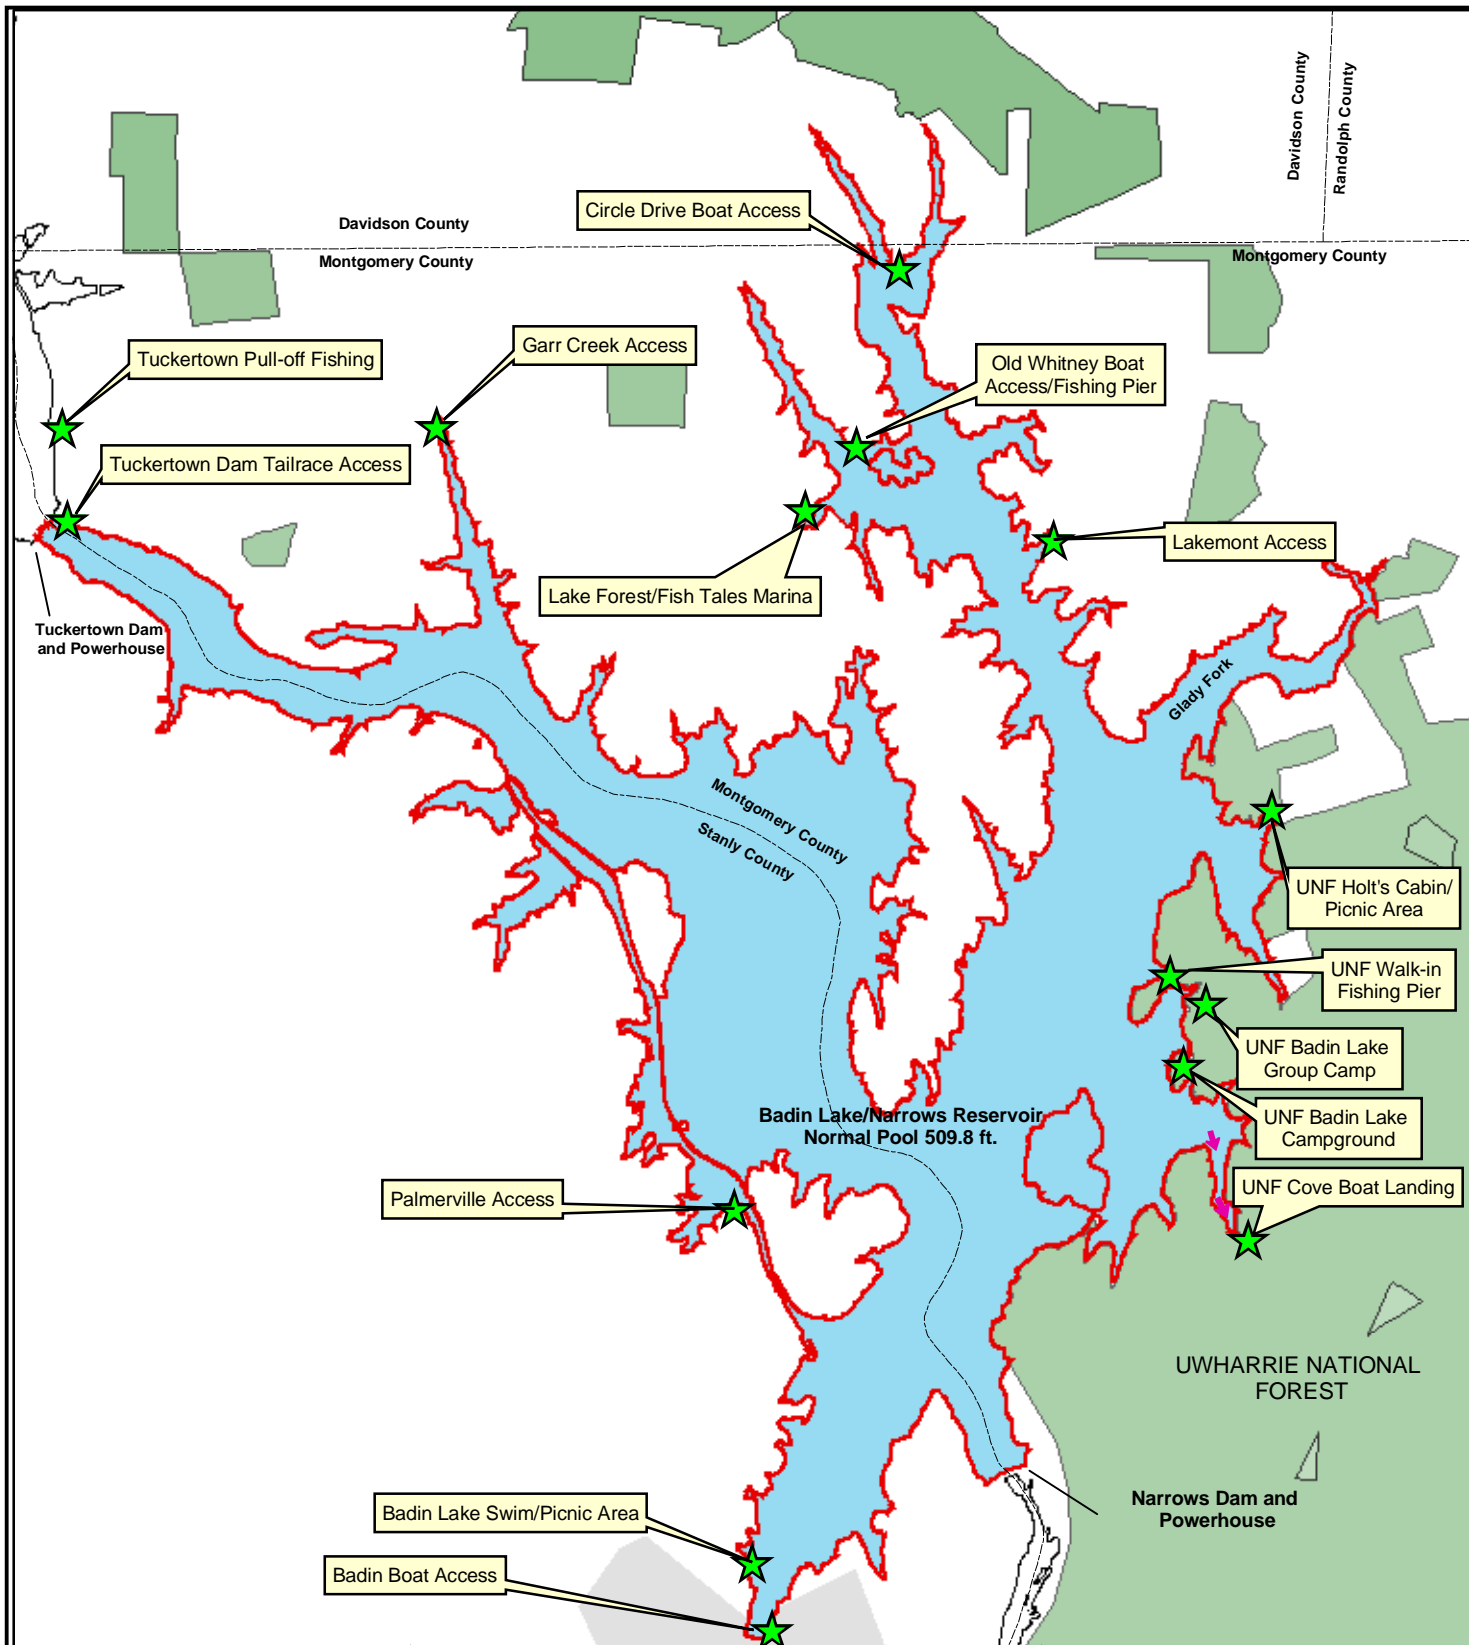 Davidson County
Randolph County
Circle Drive Boat Access
Davidson County
Montgomery County
Montgomery County
Tuckertown Pull-off Fishing
Garr Creek Access
Old Whitney Boat
Access/Fishing Pier
Tuckertown Dam Tailrace Access
Lakemont Access
Lake Forest/Fish Tales Marina
Tuckertown Dam
and Powerhouse
Glady Fork
Montgomery County
Stanly County
UNF Holt's Cabin/
Picnic Area
UNF Walk-in
Fishing Pier
UNF Badin Lake
Group Camp
Badin Lake/Narrows Reservoir
Normal Pool 509.8 ft.
UNF Badin Lake
Campground
Palmerville Access
UNF Cove Boat Landing
UWHARRIE NATIONAL
FOREST
Badin Lake Swim/Picnic Area
Narrows Dam and
Powerhouse
Badin Boat Access